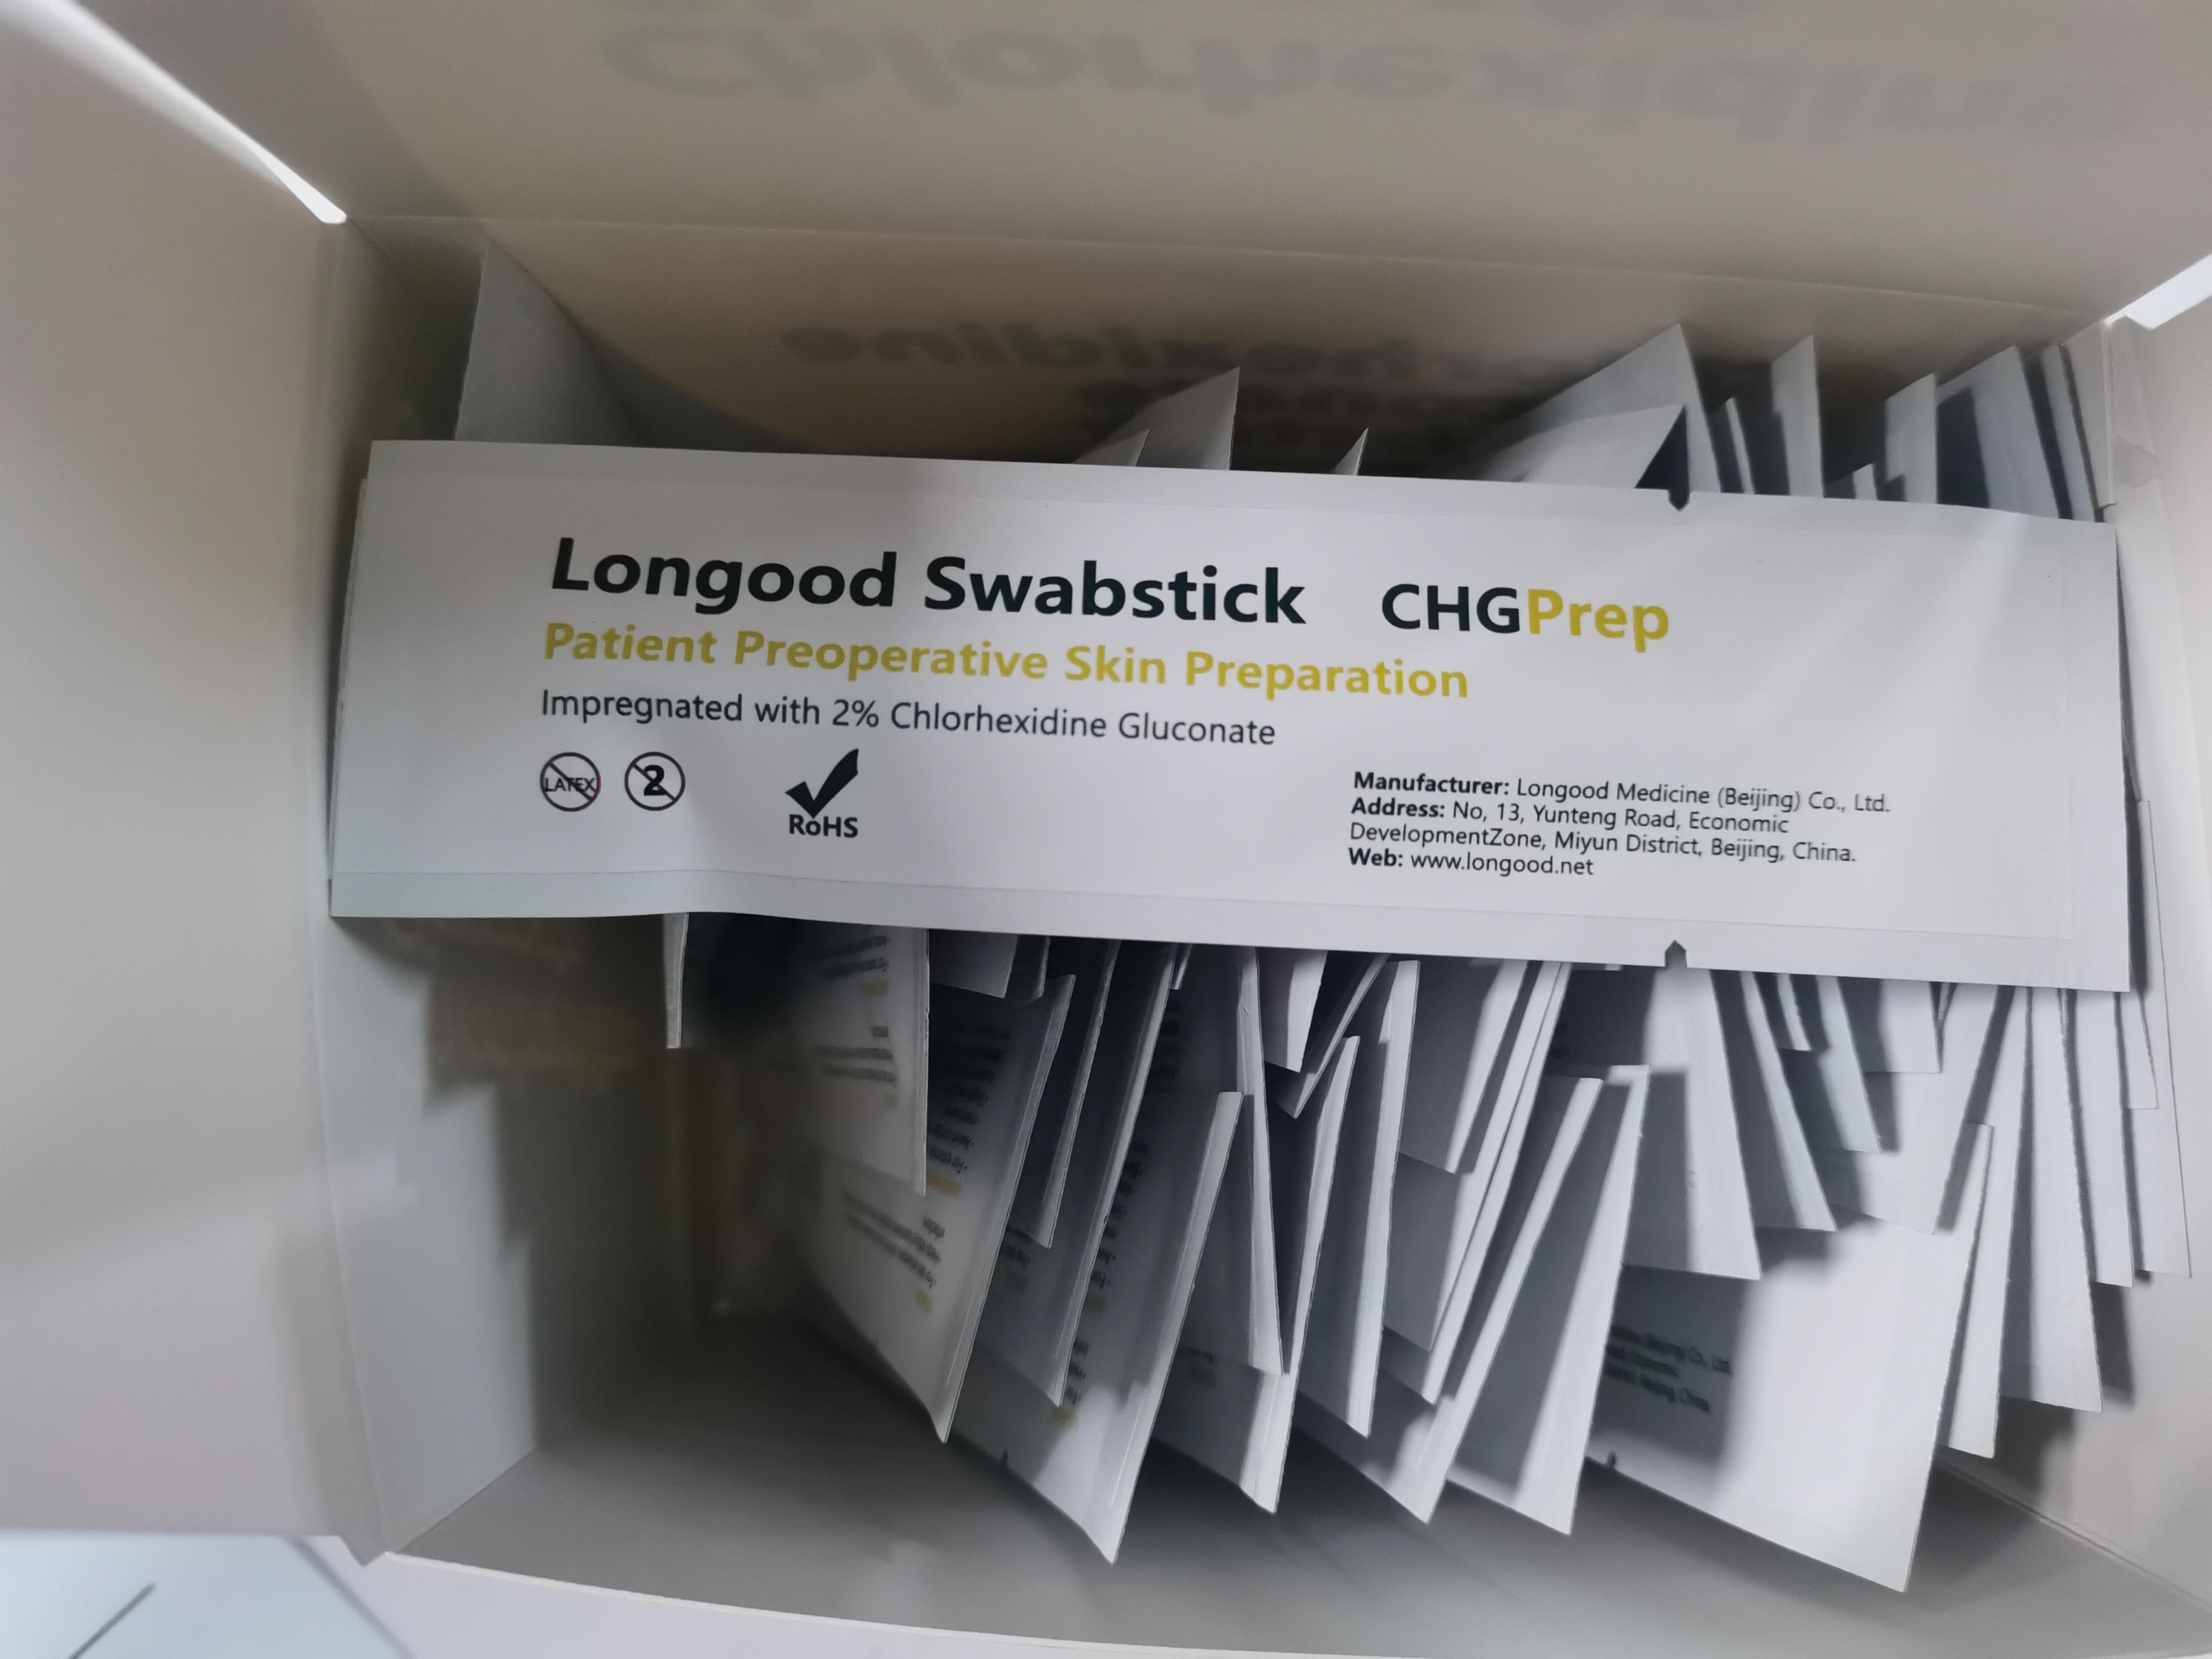 Chlorhexidine
Longood Swabstick CHGPrep
Patient Preoperative Skin Preparation
Impregnated with 2% Chlorhexidine Gluconate
LATEX 2
RoHS
Manufacturer: Longood Medicine (Beijing) Co., Ltd.
Address: No, 13, Yunteng Road, Economic
DevelopmentZone, Miyun District, Beijing, China.
Web: www.longood.net